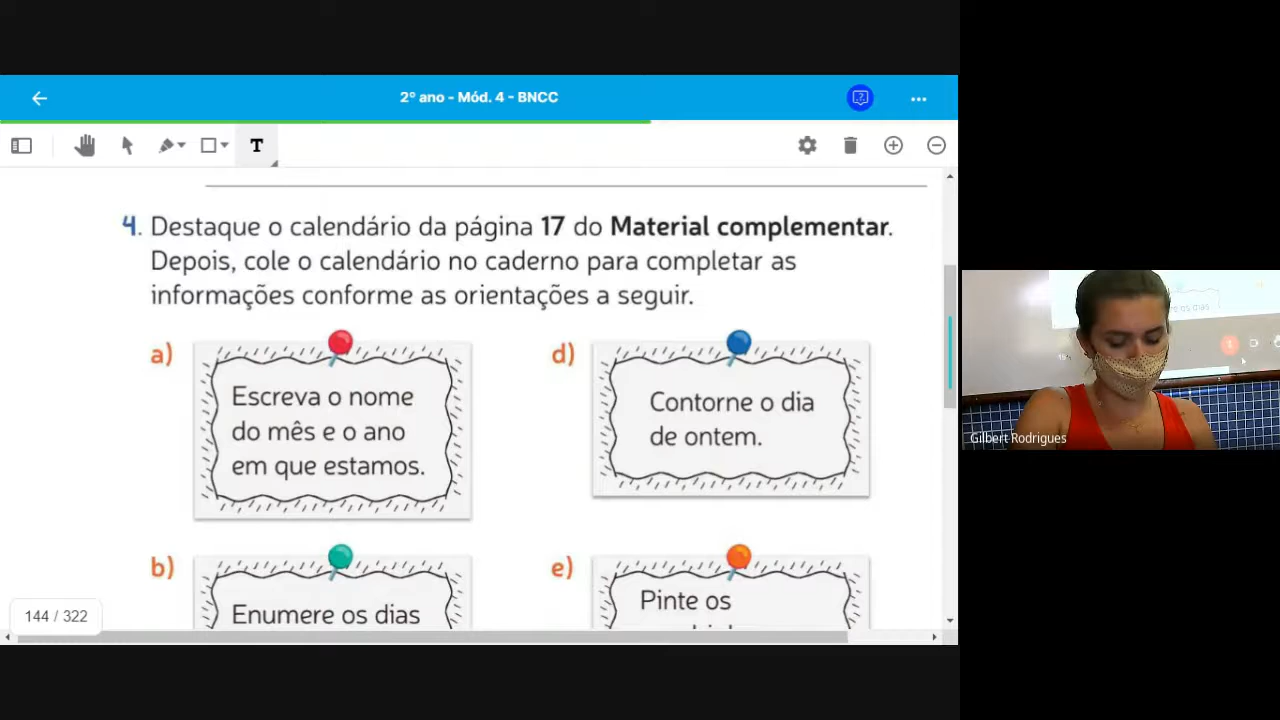 2º ano - Mód. 4 - BNCC
T
4. Destaque o calendário da página 17 do Material complementar.
Depois, cole o calendário no caderno para completar as
informações conforme as orientações a seguir.
a)
Escreva o nome
do mês e o ano
em que estamos.
d)
Contorne o dia
de ontem.
b)
Enumere os dias
e)
Pinte os
144 / 322
Gilbert Rodrigues